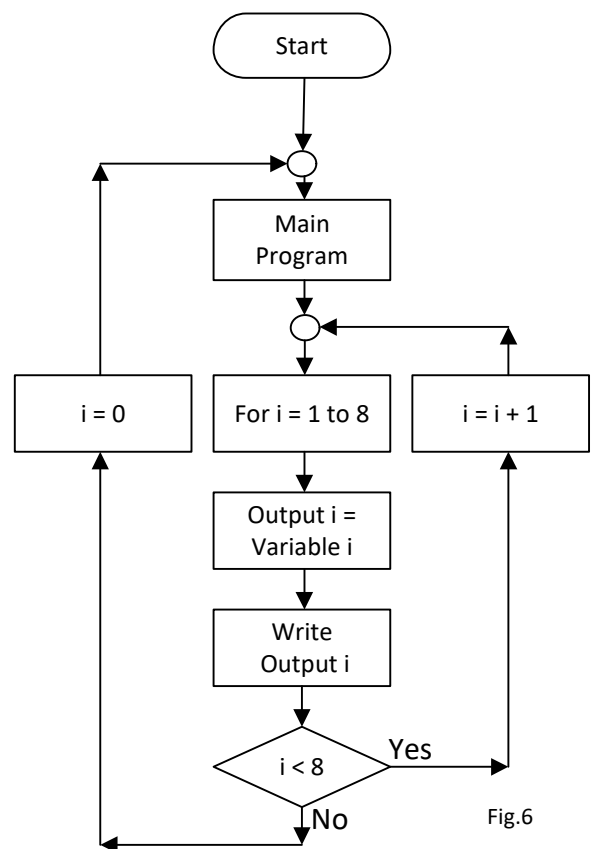 Start
Main
Program
i = 0
For i = 1 to 8
i = i + 1
Output i =
Variable i
Write
Output i
i < 8
Yes
No
Fig.6